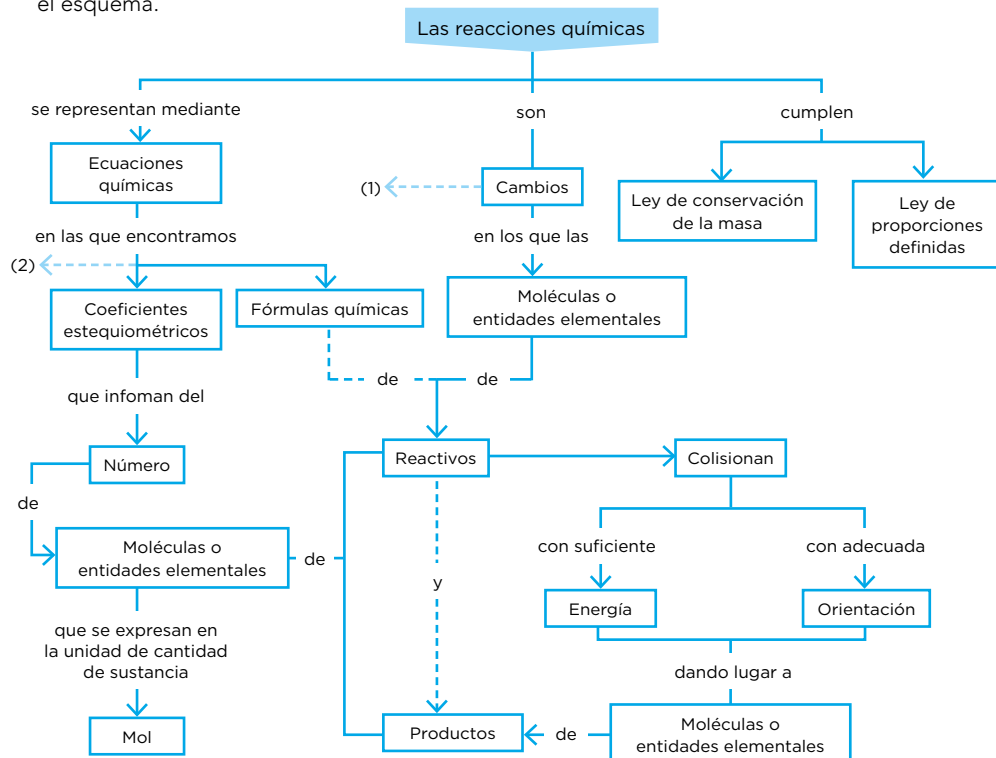 el esquema.
Las reacciones químicas
se representan mediante
son
cumplen
Ecuaciones
químicas
(1)
Cambios
Ley de conservación
de la masa
Ley de
proporciones
definidas
en las que encontramos
en los que las
(2)
Coeficientes
estequiométricos
Fórmulas químicas
Moléculas o
entidades elementales
de
de
que infoman del
Número
Reactivos
Colisionan
de
Moléculas o
entidades elementales
de
con suficiente
con adecuada
y
Energía
Orientación
que se expresan en
la unidad de cantidad
de sustancia
dando lugar a
Mol
Productos
de
Moléculas o
entidades elementales